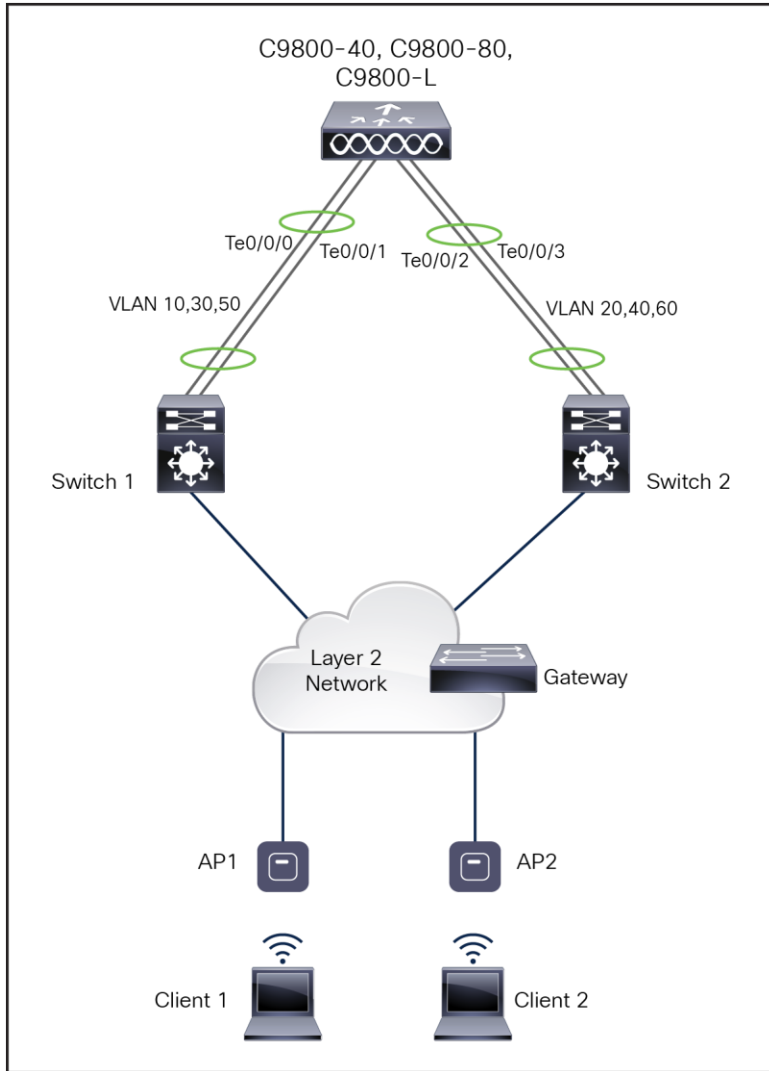 C9800-40, C9800-80,
C9800-L
Te0/0/0
Te0/0/1
Te0/0/2
Te0/0/3
VLAN 10,30,50
VLAN 20,40,60
Switch 1
Switch 2
Layer 2
Network
Gateway
AP1
AP2
Client 1
Client 2